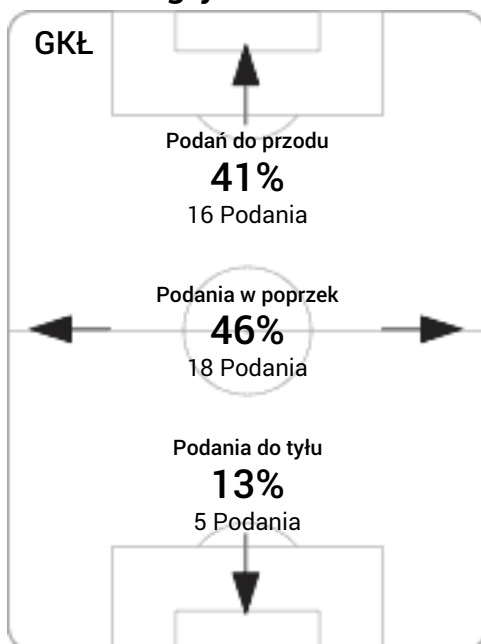 GKŁ
Podań do przodu
41%
16 Podania
Podania w poprzek
46%
18 Podania
Podania do tyłu
13%
5 Podania